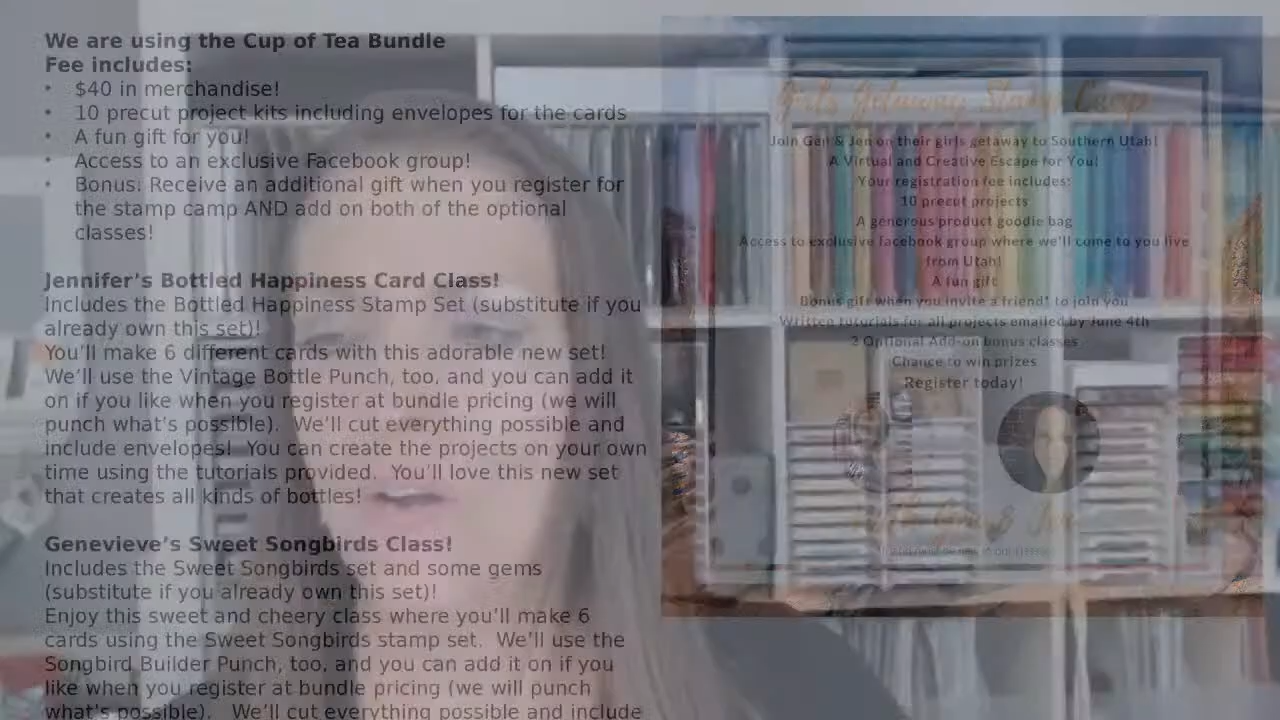 We are using the Cup of Tea Bundle
Fee includes:
• $40 in merchandise!
• 10 precut project kits including envelopes for the cards
• A fun gift for you!
• Access to an exclusive Facebook group!
• Bonus: Receive an additional gift when you register for
the stamp camp AND add on both of the optional
classes!
Jennifer’s Bottled Happiness Card Class!
Includes the Bottled Happiness Stamp Set (substitute if you
already own this set)!
You’ll make 6 different cards with this adorable new set!
We’ll use the Vintage Bottle Punch, too, and you can add it
on if you like when you register at bundle pricing (we will
punch what’s possible). We’ll cut everything possible and
include envelopes! You can create the projects on your own
time using the tutorials provided. You’ll love this new set
that creates all kinds of bottles!
Genevieve’s Sweet Songbirds Class!
Includes the Sweet Songbirds set and some gems
(substitute if you already own this set)!
Enjoy this sweet and cheery class where you’ll make 6
cards using the Sweet Songbirds stamp set. We’ll use the
Songbird Builder Punch, too, and you can add it on if you
like when you register at bundle pricing (we will punch
what’s possible). We’ll cut everything possible and include
Girls Getaway Stamp Camp
Join Gen & Jen on their girls getaway to Southern Utah!
A Virtual and Creative Escape for You!
Your registration fee includes:
10 precut projects
A generous product goodie bag
Access to exclusive facebook group where we'll come to you live
from Utah!
A fun gift
Bonus gift when you invite a friend* to join you
Written tutorials for all projects emailed by June 4th
2 Optional Add-on bonus classes
Chance to win prizes
Register today!
with Gen & Jen